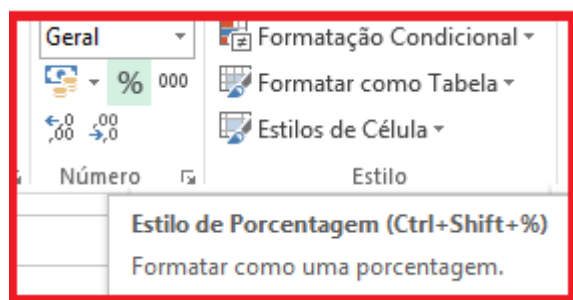 Geral Formatação Condicional
% 000 Formatar como Tabela
←0 ,00 ,00 →,0 Estilos de Célula
Número Estilo
Estilo de Porcentagem (Ctrl+Shift+%)
Formatar como uma porcentagem.